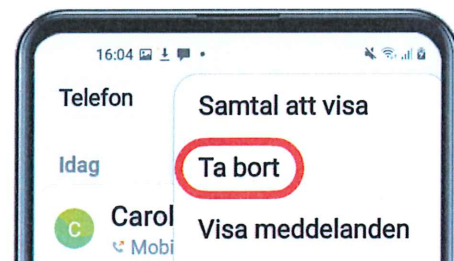 16:04
Telefon
Samtal att visa
Idag
Ta bort
C
Carol
Mobi
Visa meddelanden